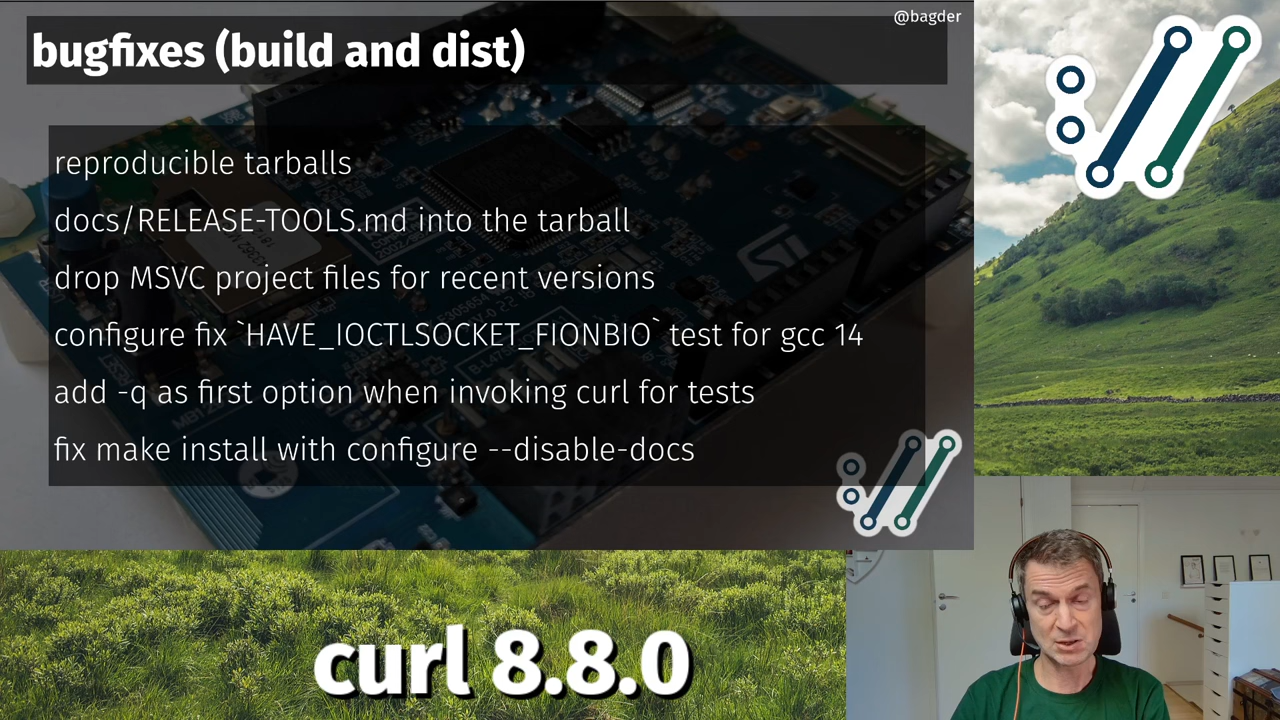 @bagder
bugfixes (build and dist)
reproducible tarballs
docs/RELEASE-TOOLS.md into the tarball
drop MSVC project files for recent versions
configure fix `HAVE_IOCTLSOCKET_FIONBIO` test for gcc 14
add -q as first option when invoking curl for tests
fix make install with configure --disable-docs
curl 8.8.0